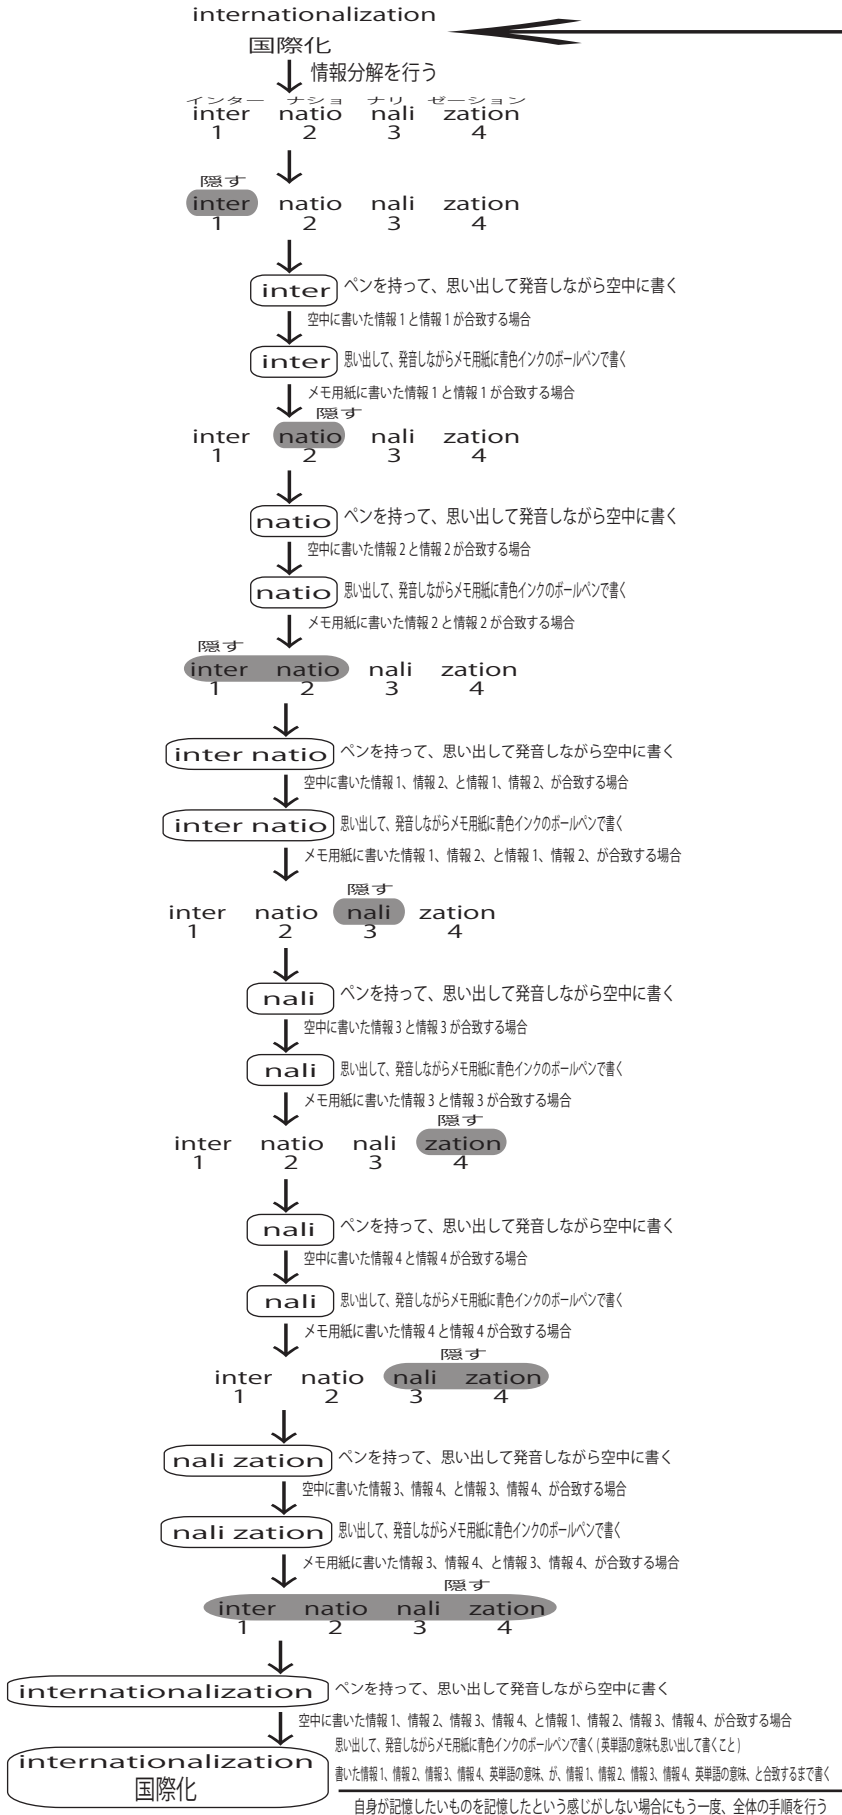 internationalization
国際化
情報分解を行う
インター ナショ ナリ ゼーション
inter natio nali zation
1 2 3 4
隠す
inter natio nali zation
1 2 3 4
inter ペンを持って、思い出して発音しながら空中に書く
空中に書いた情報1と情報1が合致する場合
inter 思い出して、発音しながらメモ用紙に青色インクのボールペンで書く
メモ用紙に書いた情報1と情報1が合致する場合
隠す
inter natio nali zation
1 2 3 4
natio ペンを持って、思い出して発音しながら空中に書く
空中に書いた情報2と情報2が合致する場合
natio 思い出して、発音しながらメモ用紙に青色インクのボールペンで書く
メモ用紙に書いた情報2と情報2が合致する場合
隠す
inter natio nali zation
1 2 3 4
inter natio ペンを持って、思い出して発音しながら空中に書く
空中に書いた情報1、情報2、と情報1、情報2、が合致する場合
inter natio 思い出して、発音しながらメモ用紙に青色インクのボールペンで書く
メモ用紙に書いた情報1、情報2、と情報1、情報2、が合致する場合
隠す
inter natio nali zation
1 2 3 4
nali ペンを持って、思い出して発音しながら空中に書く
空中に書いた情報3と情報3が合致する場合
nali 思い出して、発音しながらメモ用紙に青色インクのボールペンで書く
メモ用紙に書いた情報3と情報3が合致する場合
隠す
inter natio nali zation
1 2 3 4
nali ペンを持って、思い出して発音しながら空中に書く
空中に書いた情報4と情報4が合致する場合
nali 思い出して、発音しながらメモ用紙に青色インクのボールペンで書く
メモ用紙に書いた情報4と情報4が合致する場合
隠す
inter natio nali zation
1 2 3 4
nali zation ペンを持って、思い出して発音しながら空中に書く
空中に書いた情報3、情報4、と情報3、情報4、が合致する場合
nali zation 思い出して、発音しながらメモ用紙に青色インクのボールペンで書く
メモ用紙に書いた情報3、情報4、と情報3、情報4、が合致する場合
隠す
inter natio nali zation
1 2 3 4
internationalization ペンを持って、思い出して発音しながら空中に書く
空中に書いた情報1、情報2、情報3、情報4、と情報1、情報2、情報3、情報4、が合致する場合
思い出して、発音しながらメモ用紙に青色インクのボールペンで書く(英単語の意味も思い出して書くこと)
internationalization
国際化
書いた情報1、情報2、情報3、情報4、英単語の意味、が、情報1、情報2、情報3、情報4、英単語の意味、と合致するまで書く
自身が記憶したいものを記憶したという感じがしない場合にもう一度、全体の手順を行う